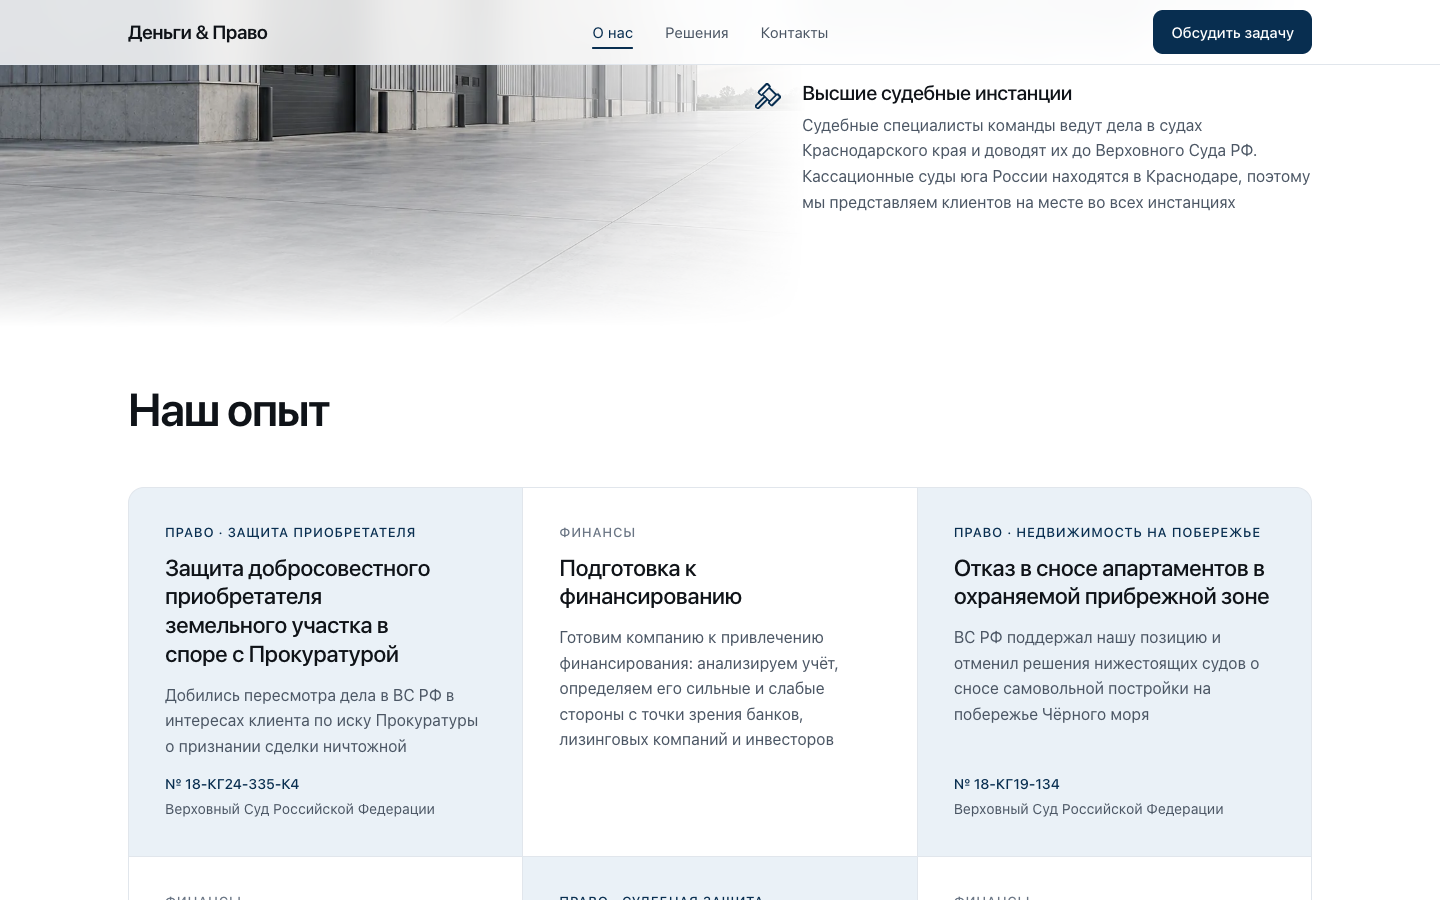 Деньги & Право
О нас
Решения
Контакты
Обсудить задачу
Высшие судебные инстанции
Судебные специалисты команды ведут дела в судах
Краснодарского края и доводят их до Верховного Суда РФ.
Кассационные суды юга России находятся в Краснодаре, поэтому
мы представляем клиентов на месте во всех инстанциях
Наш опыт
ПРАВО · ЗАЩИТА ПРИОБРЕТАТЕЛЯ
Защита добросовестного
приобретателя
земельного участка в
споре с Прокуратурой
Добились пересмотра дела в ВС РФ в
интересах клиента по иску Прокуратуры
о признании сделки ничтожной
№ 18-КГ24-335-К4
Верховный Суд Российской Федерации
ФИНАНСЫ
Подготовка к
финансированию
Готовим компанию к привлечению
финансирования: анализируем учёт,
определяем его сильные и слабые
стороны с точки зрения банков,
лизинговых компаний и инвесторов
ПРАВО · НЕДВИЖИМОСТЬ НА ПОБЕРЕЖЬЕ
Отказ в сносе апартаментов в
охраняемой прибрежной зоне
ВС РФ поддержал нашу позицию и
отменил решения нижестоящих судов о
сносе самовольной постройки на
побережье Чёрного моря
№ 18-КГ19-134
Верховный Суд Российской Федерации
ФИНАНСЫ
ПРАВО · СУДЕБНАЯ ЗАЩИТА
ФИНАНСЫ